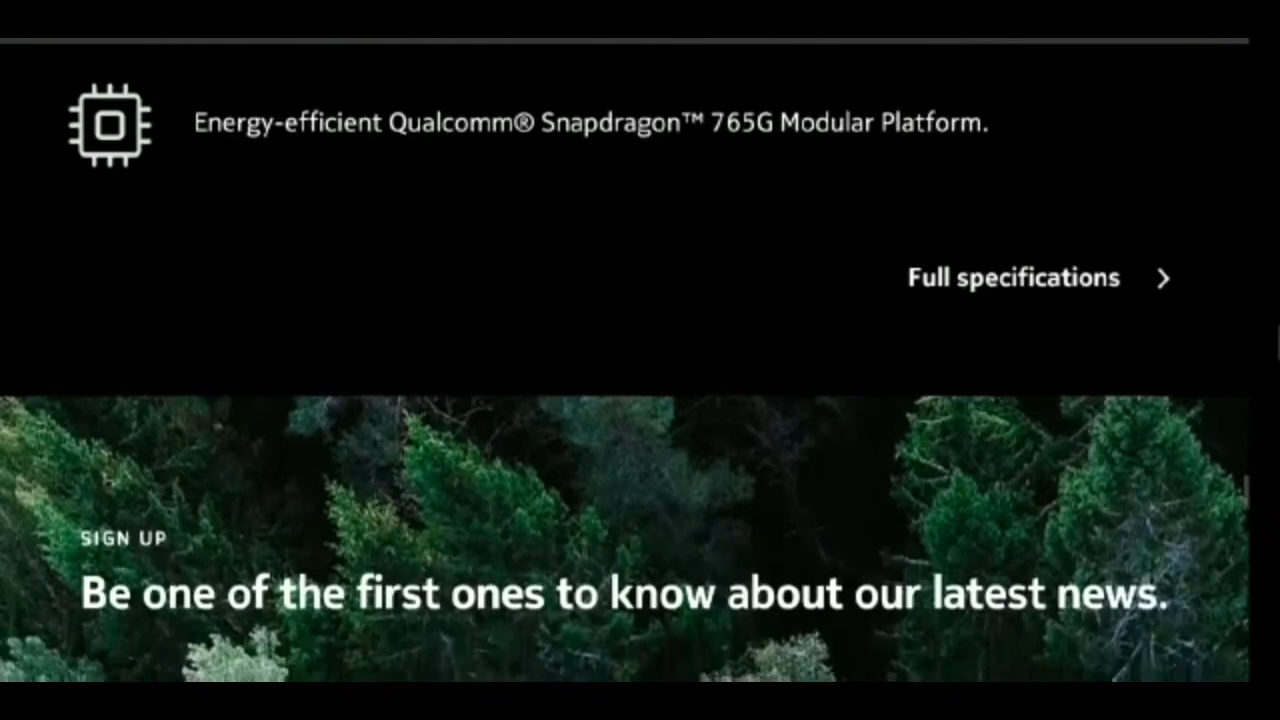 Energy-efficient Qualcomm® Snapdragon™ 765G Modular Platform.
Full specifications
SIGN UP
Be one of the first ones to know about our latest news.